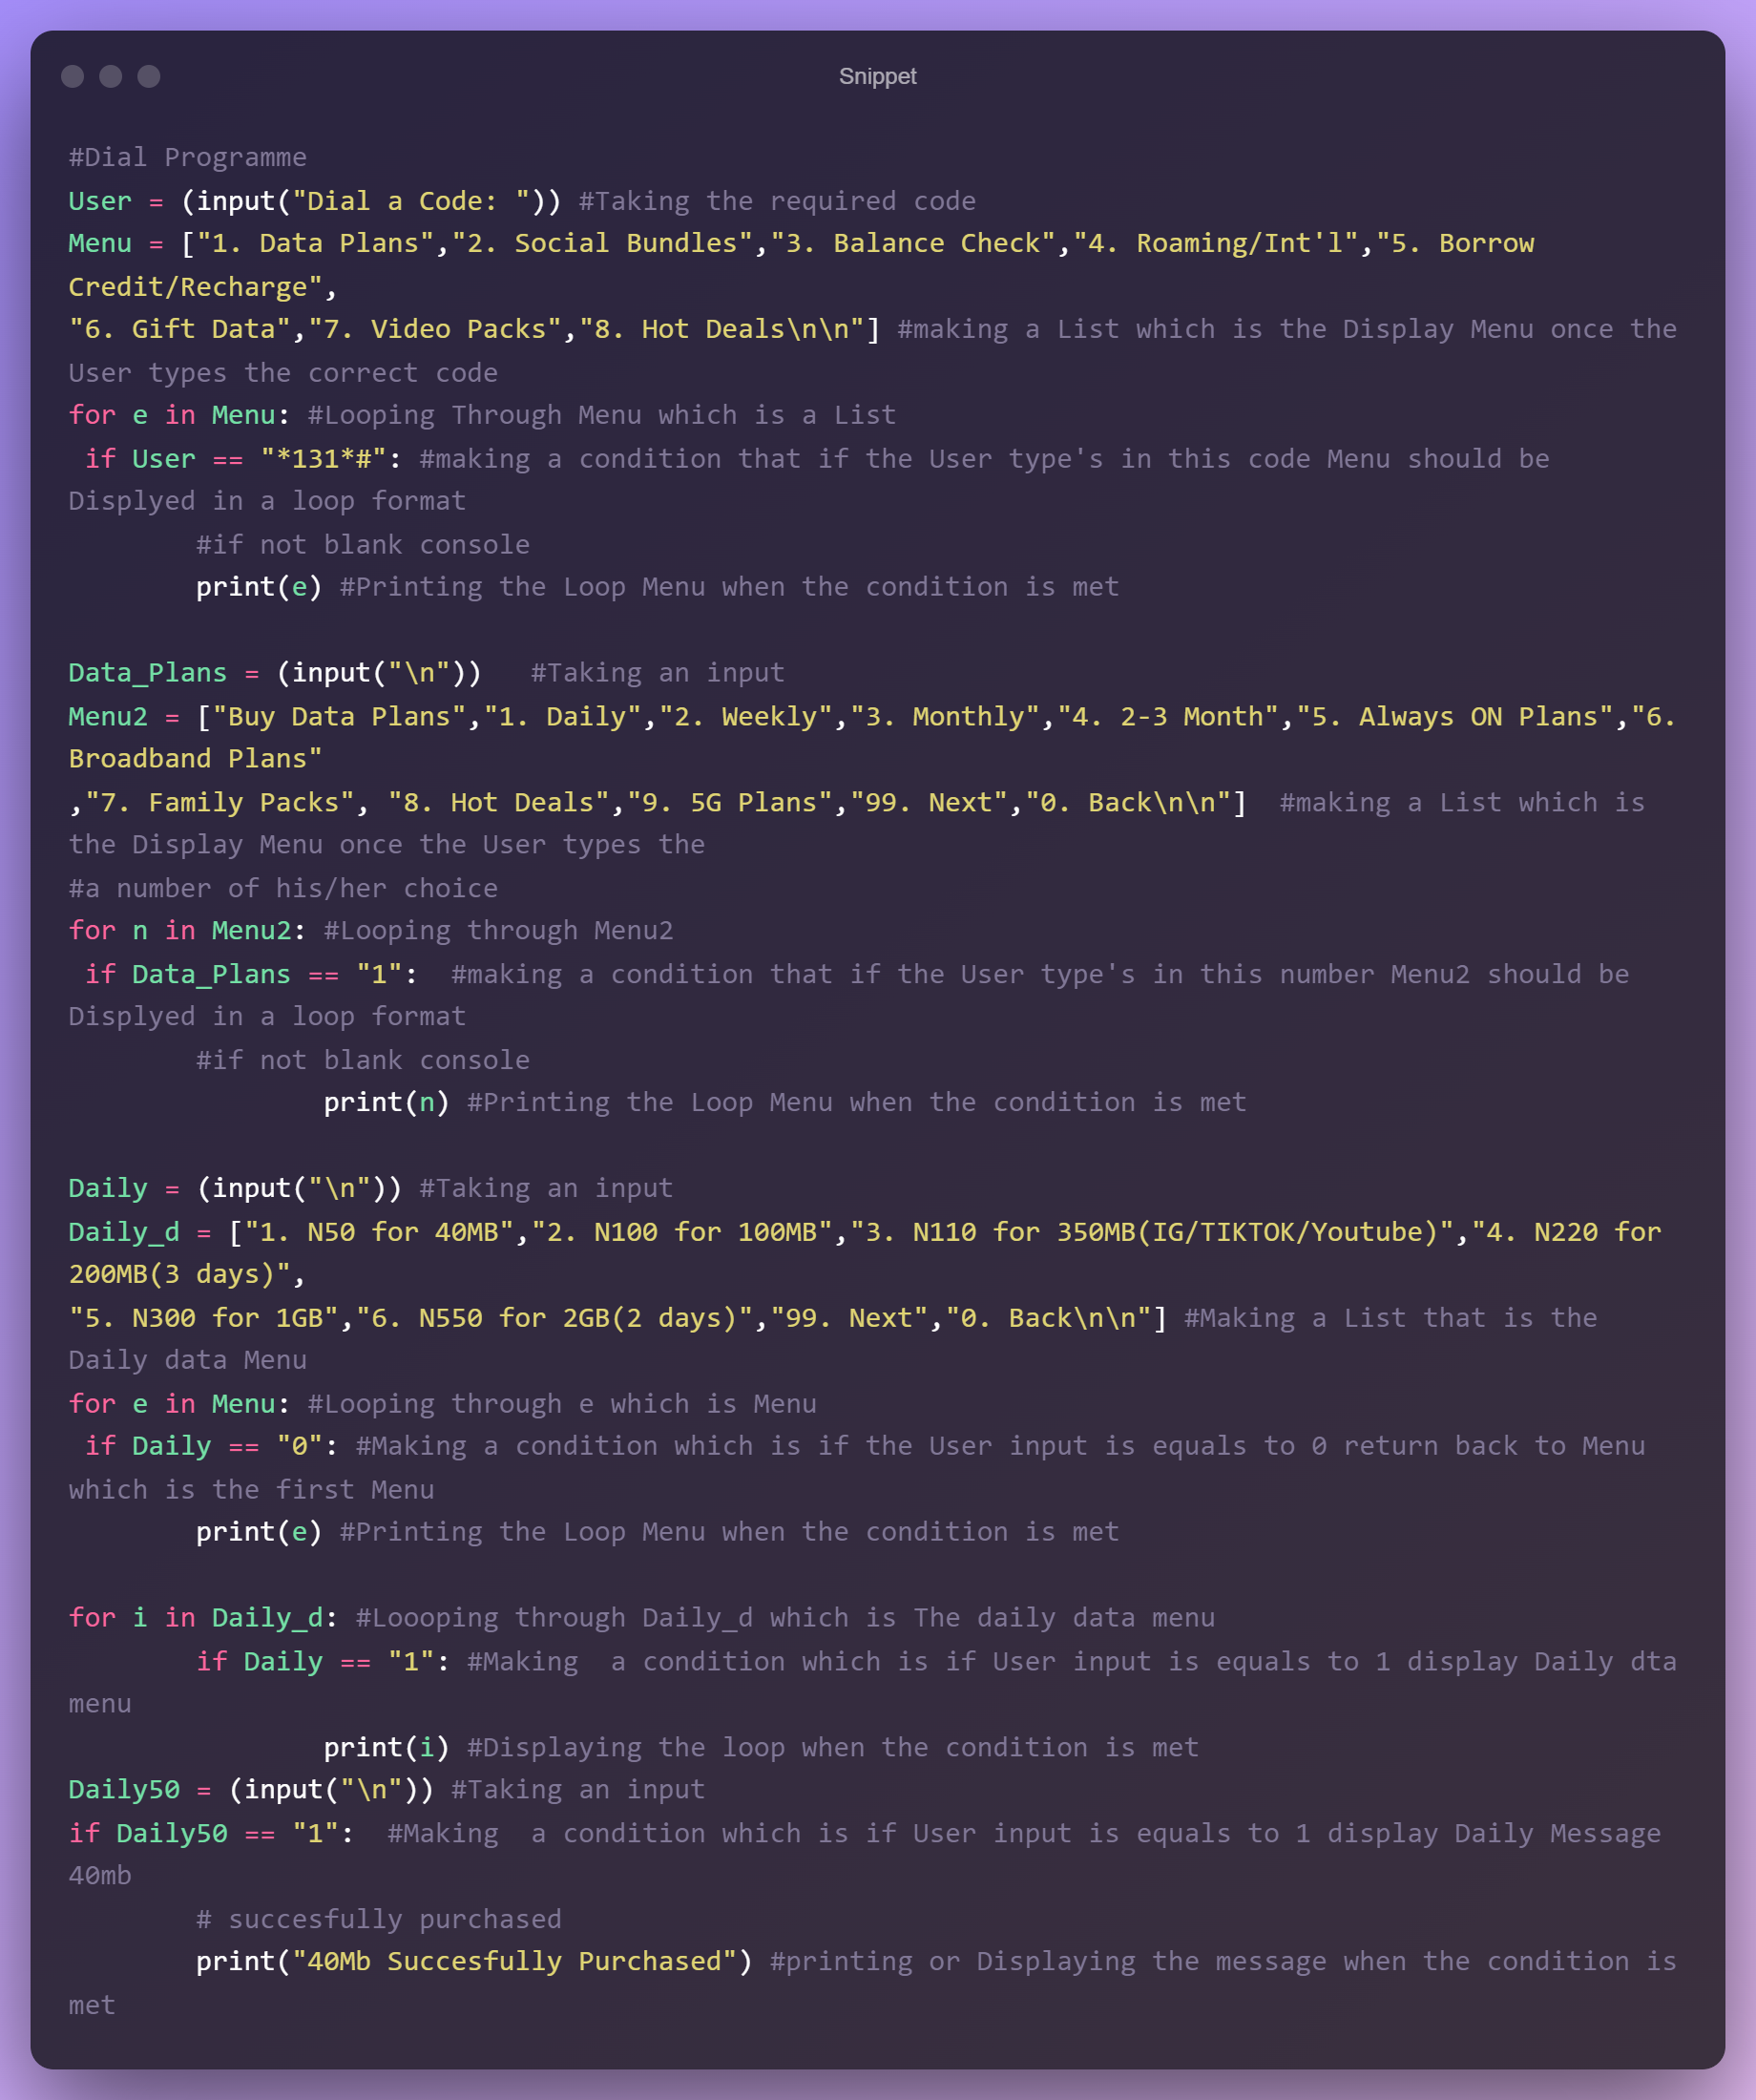 Snippet
#Dial Programme
User = (input("Dial a Code: ")) #Taking the required code
Menu = ["1. Data Plans","2. Social Bundles","3. Balance Check","4. Roaming/Int'l","5. Borrow
Credit/Recharge",
"6. Gift Data","7. Video Packs","8. Hot Deals\n\n"] #making a List which is the Display Menu once the
User types the correct code
for e in Menu: #Looping Through Menu which is a List
 if User == "*131*#": #making a condition that if the User type's in this code Menu should be
Displyed in a loop format
        #if not blank console
        print(e) #Printing the Loop Menu when the condition is met

Data_Plans = (input("\n"))   #Taking an input
Menu2 = ["Buy Data Plans","1. Daily","2. Weekly","3. Monthly","4. 2-3 Month","5. Always ON Plans","6.
Broadband Plans"
,"7. Family Packs", "8. Hot Deals","9. 5G Plans","99. Next","0. Back\n\n"]  #making a List which is
the Display Menu once the User types the
#a number of his/her choice
for n in Menu2: #Looping through Menu2
 if Data_Plans == "1":  #making a condition that if the User type's in this number Menu2 should be
Displyed in a loop format
        #if not blank console
                print(n) #Printing the Loop Menu when the condition is met

Daily = (input("\n")) #Taking an input
Daily_d = ["1. N50 for 40MB","2. N100 for 100MB","3. N110 for 350MB(IG/TIKTOK/Youtube)","4. N220 for
200MB(3 days)",
"5. N300 for 1GB","6. N550 for 2GB(2 days)","99. Next","0. Back\n\n"] #Making a List that is the
Daily data Menu
for e in Menu: #Looping through e which is Menu
 if Daily == "0": #Making a condition which is if the User input is equals to 0 return back to Menu
which is the first Menu
        print(e) #Printing the Loop Menu when the condition is met

for i in Daily_d: #Loooping through Daily_d which is The daily data menu
        if Daily == "1": #Making  a condition which is if User input is equals to 1 display Daily dta
menu
                print(i) #Displaying the loop when the condition is met
Daily50 = (input("\n")) #Taking an input
if Daily50 == "1":  #Making  a condition which is if User input is equals to 1 display Daily Message
40mb
        # succesfully purchased
        print("40Mb Succesfully Purchased") #printing or Displaying the message when the condition is
met